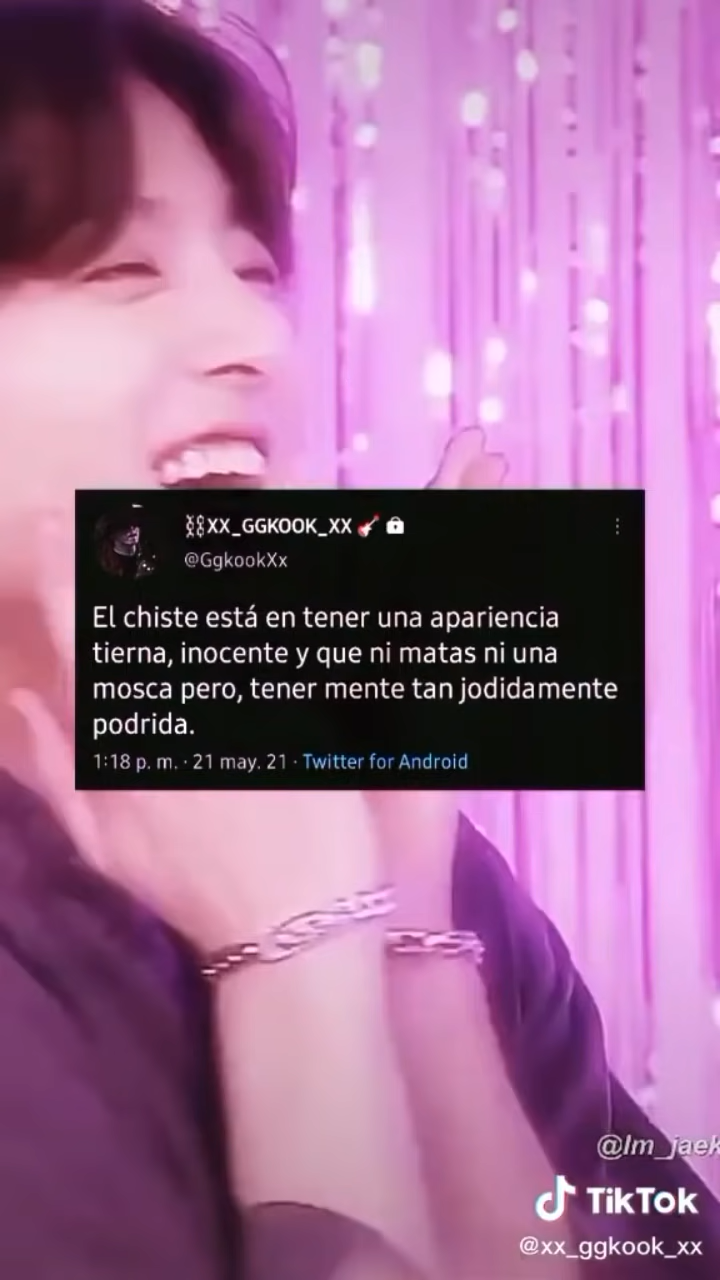 XX_GGKOOK_XX
@GgkookXx
El chiste está en tener una apariencia
tierna, inocente y que ni matas ni una
mosca pero, tener mente tan jodidamente
podrida.
1:18 p. m. · 21 may. 21 · Twitter for Android
@Im_jaek
TikTok
@xx_ggkook_xx